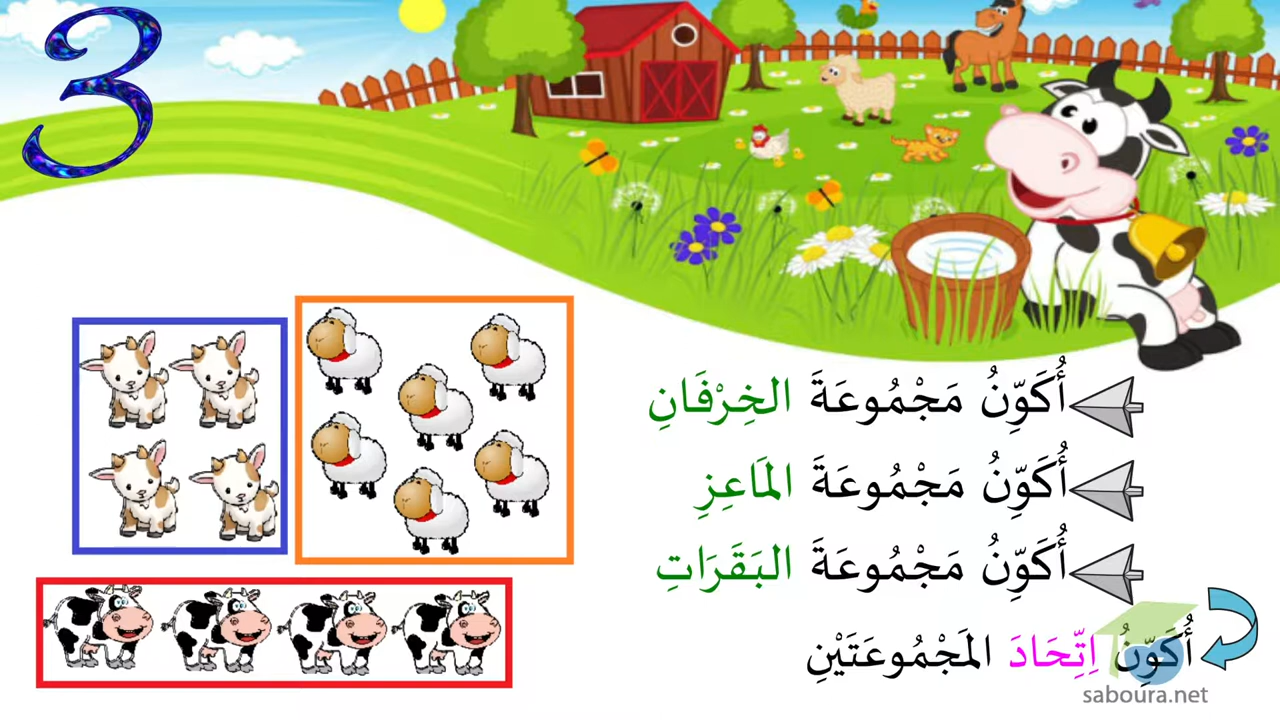 3
أُكَوِّنُ مَجْمُوعَةَ الخِرْفَانِ
أُكَوِّنُ مَجْمُوعَةَ المَاعِزِ
أُكَوِّنُ مَجْمُوعَةَ البَقَرَاتِ
أُكَوِّنُ اِتِّحَادَ المَجْمُوعَتَيْنِ
saboura.net